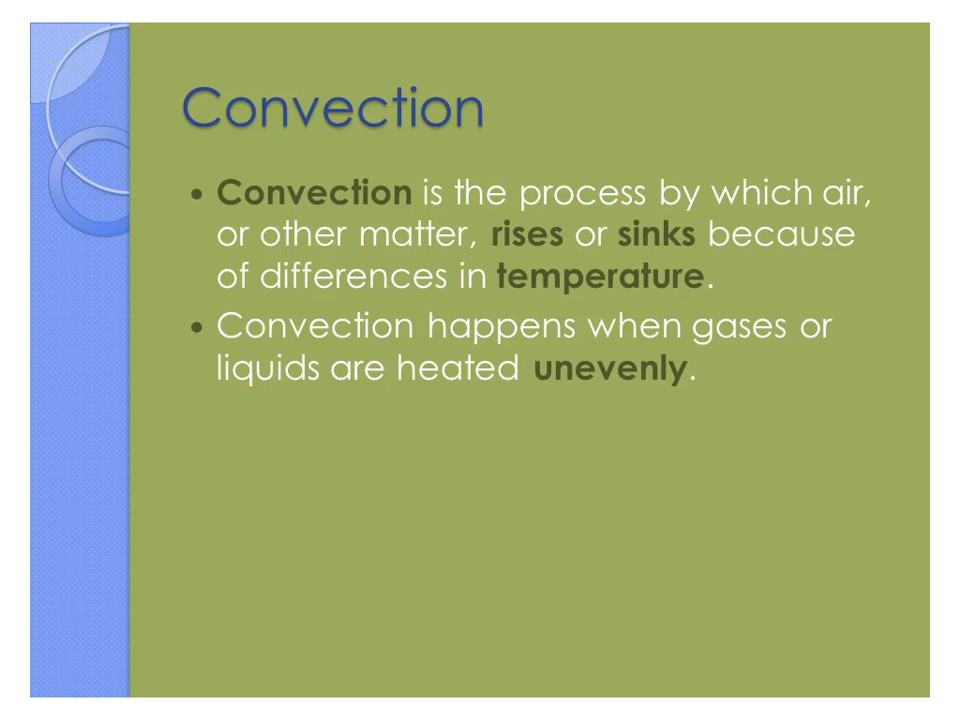 Convection
• Convection is the process by which air,
or other matter, rises or sinks because
of differences in temperature.
• Convection happens when gases or
liquids are heated unevenly.